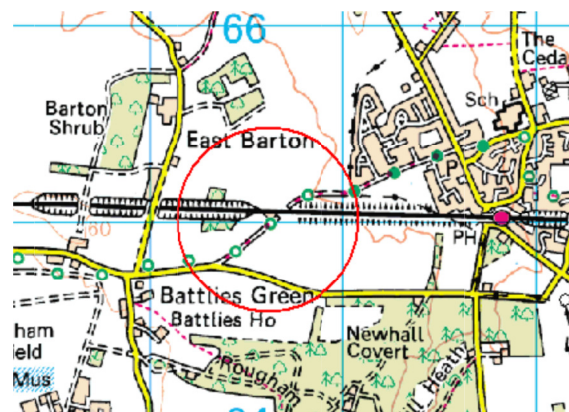 66
The
Ceda
Barton
Shrub
Sch
East Barton
P
60
PH
Battlies Green
Battlies Ho
ham
ield
Mus
Newhall
Covert
Rougham
Heath